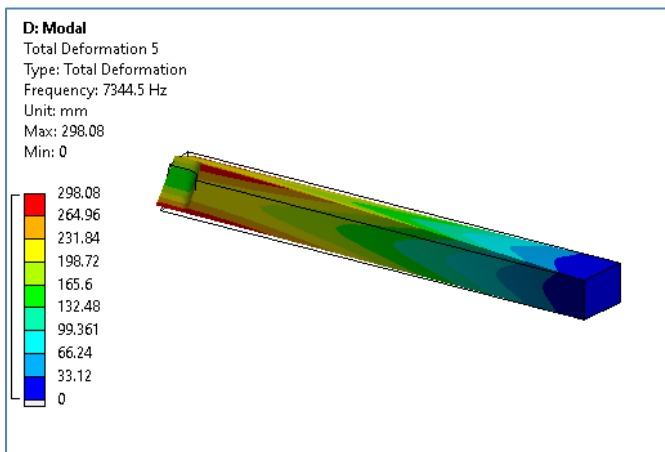 D: Modal
Total Deformation 5
Type: Total Deformation
Frequency: 7344.5 Hz
Unit: mm
Max: 298.08
Min: 0
298.08
264.96
231.84
198.72
165.6
132.48
99.361
66.24
33.12
0